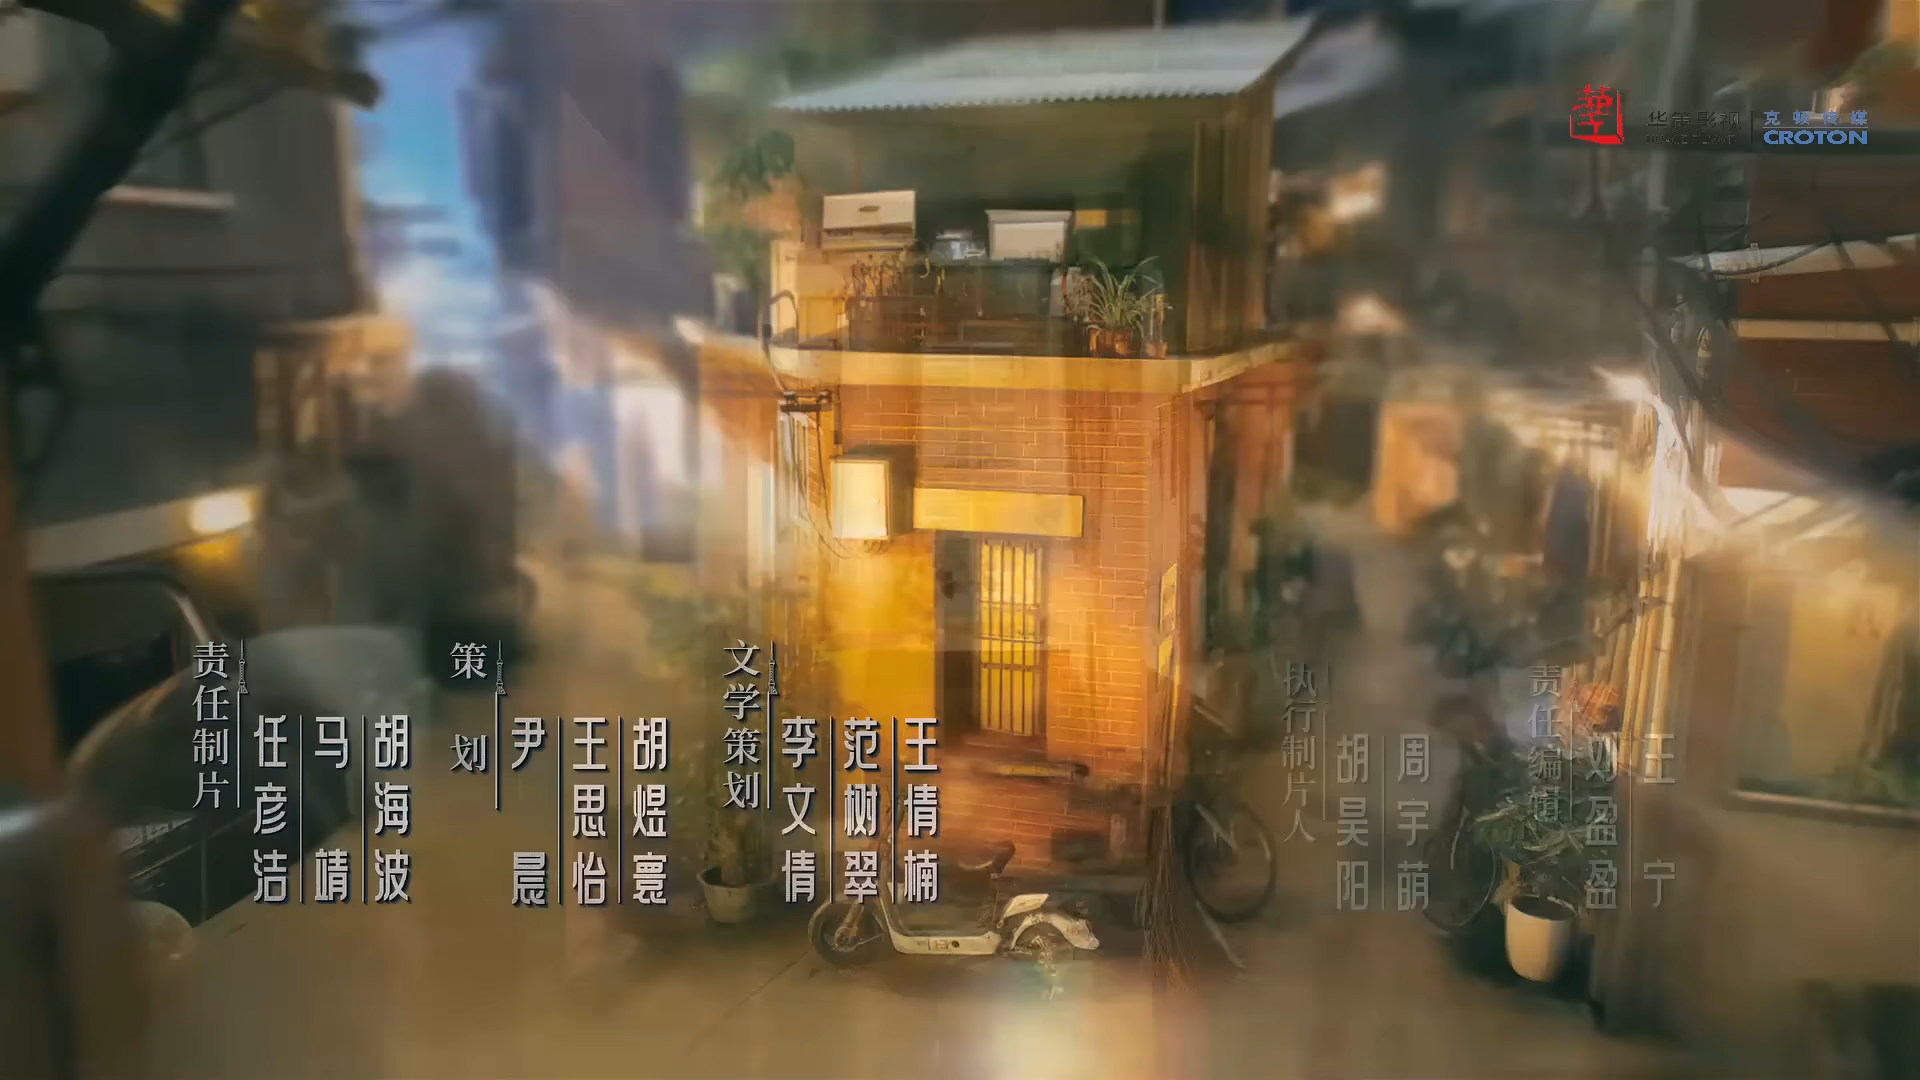 华策影视
克顿传媒
CROTON
责任制片
任彦洁
马靖
胡海波
策划
尹晨
王思怡
胡煜寰
文学策划
李文倩
范树翠
王倩楠
执行制片人
胡昊阳
周宇萌
责任编辑
邓盈盈
王宁